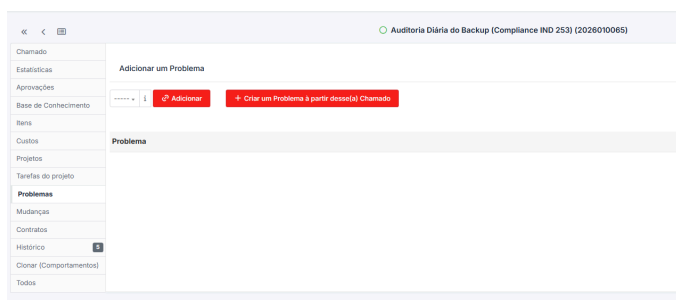 Auditoria Diária do Backup (Compliance IND 253) (2026010065)
Chamado
Estatísticas
Aprovações
Base de Conhecimento
Itens
Custos
Projetos
Tarefas do projeto
Problemas
Mudanças
Contratos
Histórico 5
Clonar (Comportamentos)
Todos
Adicionar um Problema
----- i Adicionar + Criar um Problema à partir desse(a) Chamado
Problema